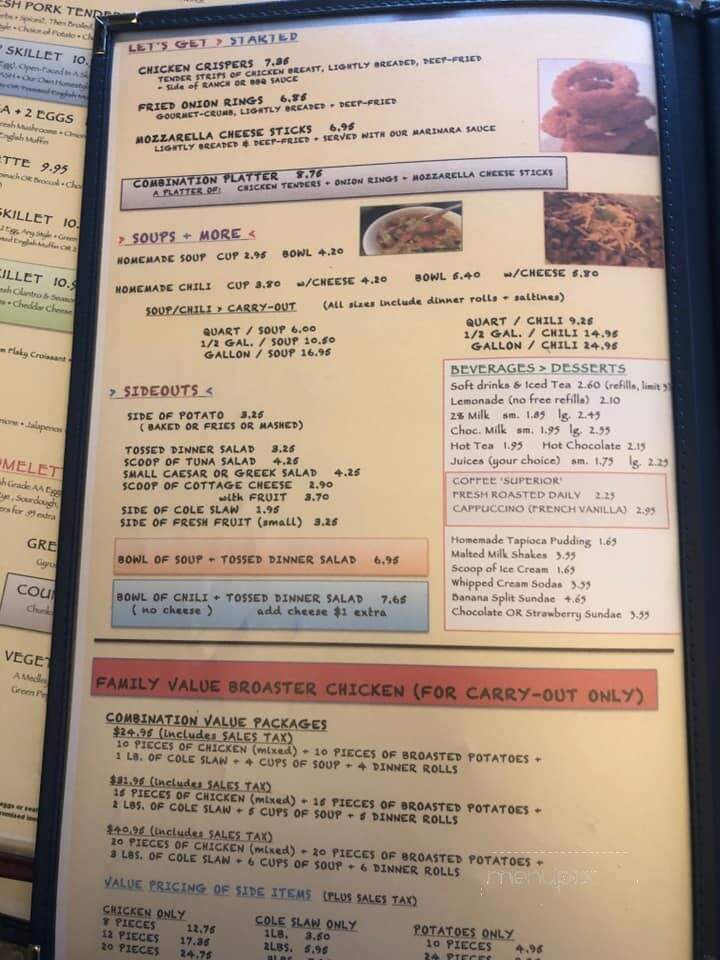 LET'S GET > STARTED
CHICKEN CRISPERS 7.35
TENDER STRIPS OF CHICKEN BREAST, LIGHTLY BREADED, DEEP-FRIED
+ Side of RANCH OR BBQ SAUCE
FRIED ONION RINGS 6.85
GOURMET-CRUMB, LIGHTLY BREADED + DEEP-FRIED
MOZZARELLA CHEESE STICKS 6.95
LIGHTLY BREADED & DEEP-FRIED + SERVED WITH OUR MARINARA SAUCE
COMBINATION PLATTER 8.75
A PLATTER OF: CHICKEN TENDERS + ONION RINGS + MOZZARELLA CHEESE STICKS
> SOUPS + MORE <
HOMEMADE SOUP CUP 2.95 BOWL 4.20
HOMEMADE CHILI CUP 3.80 w/CHEESE 4.20 BOWL 5.40 w/CHEESE 5.80
SOUP/CHILI > CARRY-OUT (All sizes include dinner rolls + saltines)
QUART / SOUP 6.00
1/2 GAL. / SOUP 10.50
GALLON / SOUP 16.95
QUART / CHILI 9.25
1/2 GAL. / CHILI 14.95
GALLON / CHILI 24.95
> SIDEOUTS <
SIDE OF POTATO 3.25
( BAKED OR FRIES OR MASHED)
TOSSED DINNER SALAD 3.25
SCOOP OF TUNA SALAD 4.25
SMALL CAESAR OR GREEK SALAD 4.25
SCOOP OF COTTAGE CHEESE 2.90
with FRUIT 3.70
SIDE OF COLE SLAW 1.95
SIDE OF FRESH FRUIT (small) 3.25
BOWL OF SOUP + TOSSED DINNER SALAD 6.95
BOWL OF CHILI + TOSSED DINNER SALAD 7.65
( no cheese ) add cheese $1 extra
BEVERAGES > DESSERTS
Soft drinks & Iced Tea 2.60 (refills, limit
Lemonade (no free refills) 2.10
2% Milk sm. 1.85 lg. 2.45
Choc. Milk sm. 1.95 lg. 2.55
Hot Tea 1.95 Hot Chocolate 2.15
Juices (your choice) sm. 1.75 lg. 2.25
COFFEE 'SUPERIOR'
FRESH ROASTED DAILY 2.25
CAPPUCCINO (FRENCH VANILLA) 2.95
Homemade Tapioca Pudding 1.65
Malted Milk Shakes 3.55
Scoop of Ice Cream 1.65
Whipped Cream Sodas 3.55
Banana Split Sundae 4.65
Chocolate OR Strawberry Sundae 3.55
FAMILY VALUE BROASTER CHICKEN (FOR CARRY-OUT ONLY)
COMBINATION VALUE PACKAGES
$24.95 (includes SALES TAX)
10 PIECES OF CHICKEN (mixed) + 10 PIECES OF BROASTED POTATOES +
1 LB. OF COLE SLAW + 4 CUPS OF SOUP + 4 DINNER ROLLS
$31.95 (includes SALES TAX)
15 PIECES OF CHICKEN (mixed) + 15 PIECES OF BROASTED POTATOES +
2 LBS. OF COLE SLAW + 5 CUPS OF SOUP + 5 DINNER ROLLS
$40.95 (includes SALES TAX)
20 PIECES OF CHICKEN (mixed) + 20 PIECES OF BROASTED POTATOES +
3 LBS. OF COLE SLAW + 6 CUPS OF SOUP + 6 DINNER ROLLS
VALUE PRICING OF SIDE ITEMS (PLUS SALES TAX)
CHICKEN ONLY
8 PIECES 12.75
12 PIECES 17.35
20 PIECES 24.75
COLE SLAW ONLY
1LB. 3.50
2LBS. 5.95
POTATOES ONLY
10 PIECES 4.95
24 PIECES
menupix